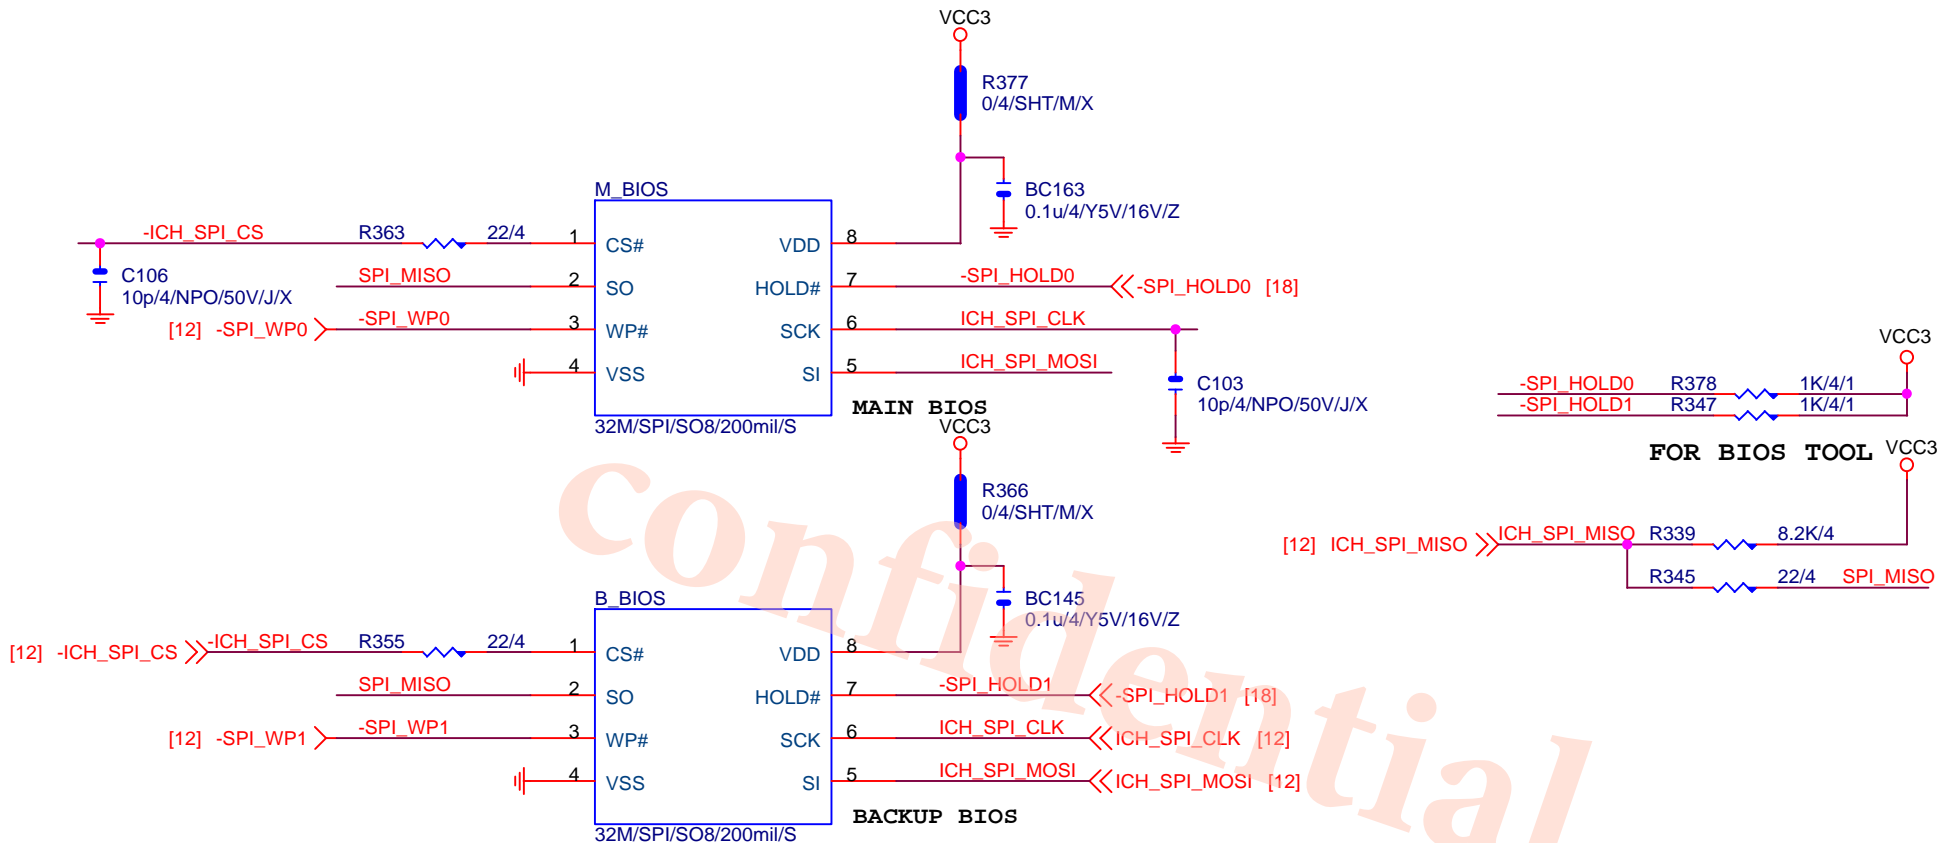 VCC3
R377
0/4/SHT/M/X
BC163
0.1u/4/Y5V/16V/Z
M_BIOS
-ICH_SPI_CS R363 22/4 1 CS# VDD 8
C106
10p/4/NPO/50V/J/X
SPI_MISO 2 SO HOLD# 7 -SPI_HOLD0 -SPI_HOLD0 [18]
[12] -SPI_WP0 -SPI_WP0 3 WP# SCK 6 ICH_SPI_CLK
4 VSS SI 5 ICH_SPI_MOSI
C103
10p/4/NPO/50V/J/X
MAIN BIOS
32M/SPI/SO8/200mil/S
VCC3
-SPI_HOLD0 R378 1K/4/1
-SPI_HOLD1 R347 1K/4/1
FOR BIOS TOOL
VCC3
[12] ICH_SPI_MISO ICH_SPI_MISO R339 8.2K/4
R345 22/4 SPI_MISO
VCC3
R366
0/4/SHT/M/X
BC145
0.1u/4/Y5V/16V/Z
B_BIOS
[12] -ICH_SPI_CS -ICH_SPI_CS R355 22/4 1 CS# VDD 8
SPI_MISO 2 SO HOLD# 7 -SPI_HOLD1 -SPI_HOLD1 [18]
[12] -SPI_WP1 -SPI_WP1 3 WP# SCK 6 ICH_SPI_CLK ICH_SPI_CLK [12]
4 VSS SI 5 ICH_SPI_MOSI ICH_SPI_MOSI [12]
BACKUP BIOS
32M/SPI/SO8/200mil/S
confidential